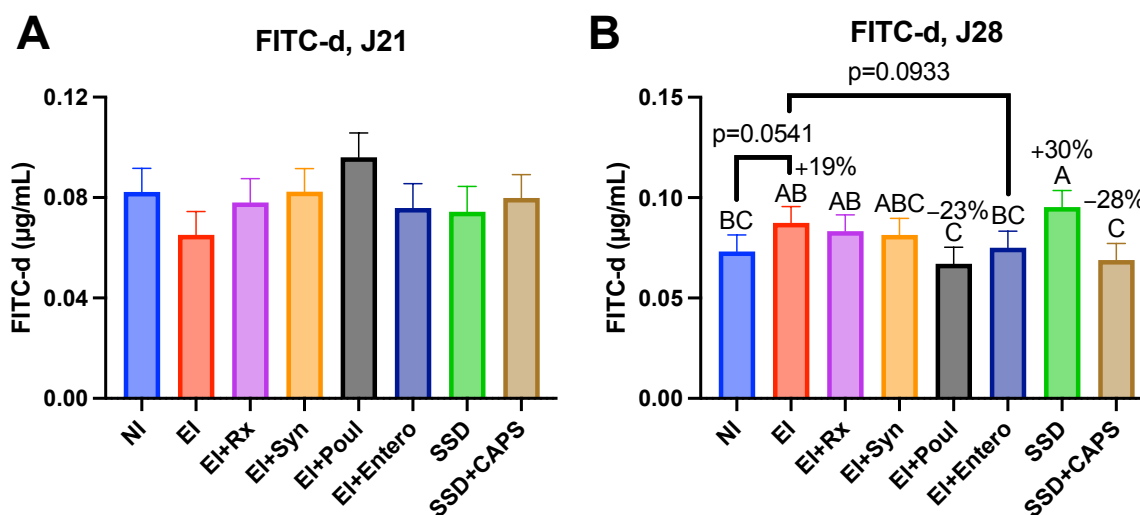 A
FITC-d, J21
FITC-d (µg/mL)
0.12
0.08
0.04
0.00
NI
EI
EI+Rx
EI+Syn
EI+Poul
EI+Entero
SSD
SSD+CAPS
B
FITC-d, J28
FITC-d (µg/mL)
0.15
0.10
0.05
0.00
p=0.0933
p=0.0541
+19%
+30%
−23%
−28%
BC
AB
AB
ABC
C
BC
A
C
NI
EI
EI+Rx
EI+Syn
EI+Poul
EI+Entero
SSD
SSD+CAPS